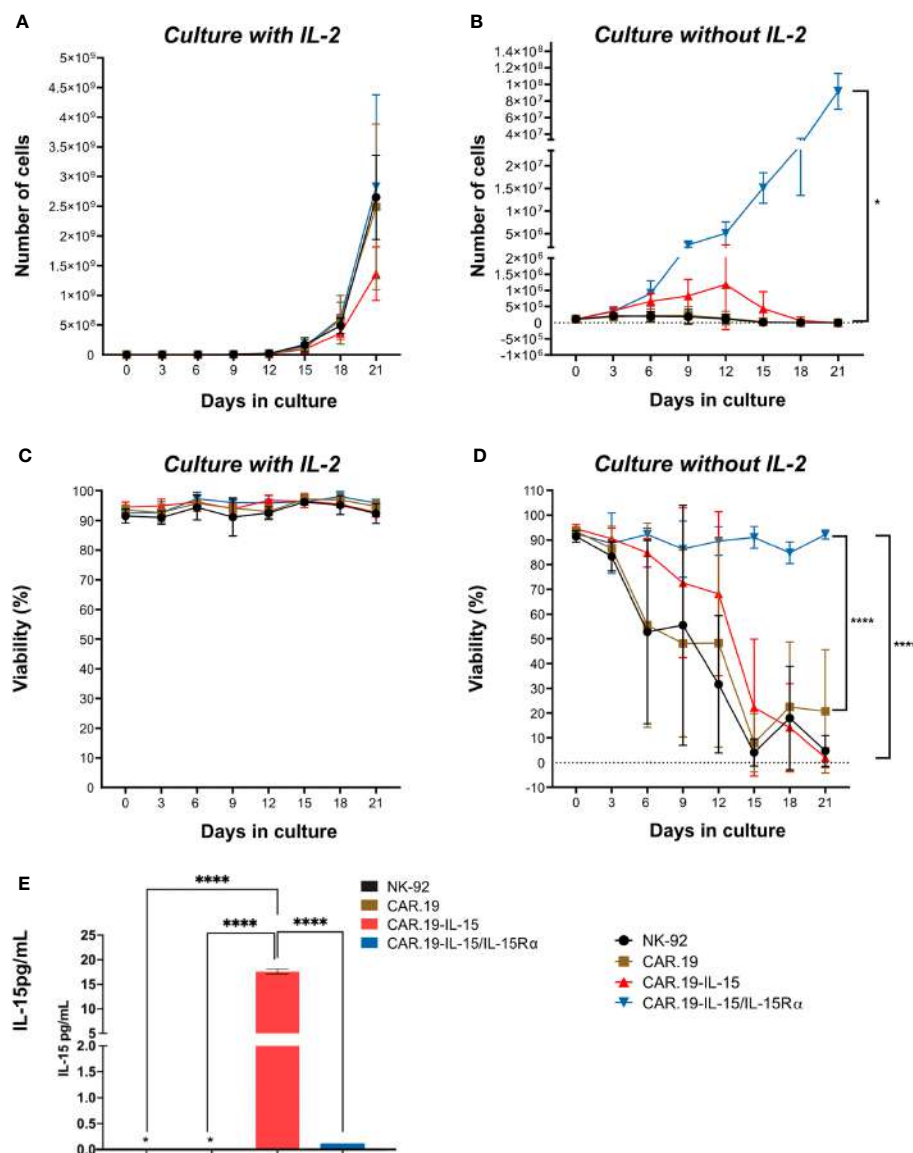 A
Culture with IL-2
Number of cells
5×10⁹
4.5×10⁹
4×10⁹
3.5×10⁹
3×10⁹
2.5×10⁹
2×10⁹
1.5×10⁹
1×10⁹
5×10⁸
0
0 3 6 9 12 15 18 21
Days in culture
B
Culture without IL-2
Number of cells
1.4×10⁸
1.2×10⁸
1×10⁸
8×10⁷
6×10⁷
4×10⁷
2×10⁷
1.5×10⁷
1×10⁷
5×10⁶
2×10⁶
1×10⁶
5×10⁵
0
-5×10⁵
-1×10⁶
*
0 3 6 9 12 15 18 21
Days in culture
C
Culture with IL-2
Viability (%)
100
90
80
70
60
50
40
30
20
10
0
0 3 6 9 12 15 18 21
Days in culture
D
Culture without IL-2
Viability (%)
110
100
90
80
70
60
50
40
30
20
10
0
-10
****
****
0 3 6 9 12 15 18 21
Days in culture
E
IL-15pg/mL
IL-15 pg/mL
25
20
15
10
5
2.0
1.5
1.0
0.5
0.0
****
**** ****
* *
NK-92
CAR.19
CAR.19-IL-15
CAR.19-IL-15/IL-15Rα
NK-92
CAR.19
CAR.19-IL-15
CAR.19-IL-15/IL-15Rα